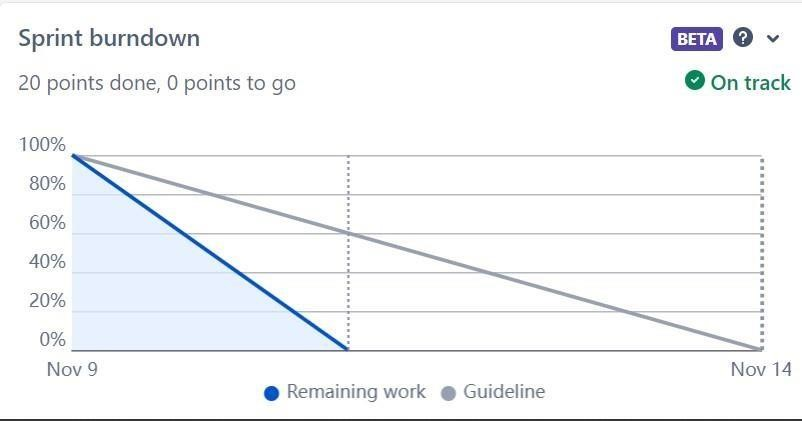 Sprint burndown BETA ?
20 points done, 0 points to go On track
100%
80%
60%
40%
20%
0%
Nov 9 Nov 14
Remaining work Guideline